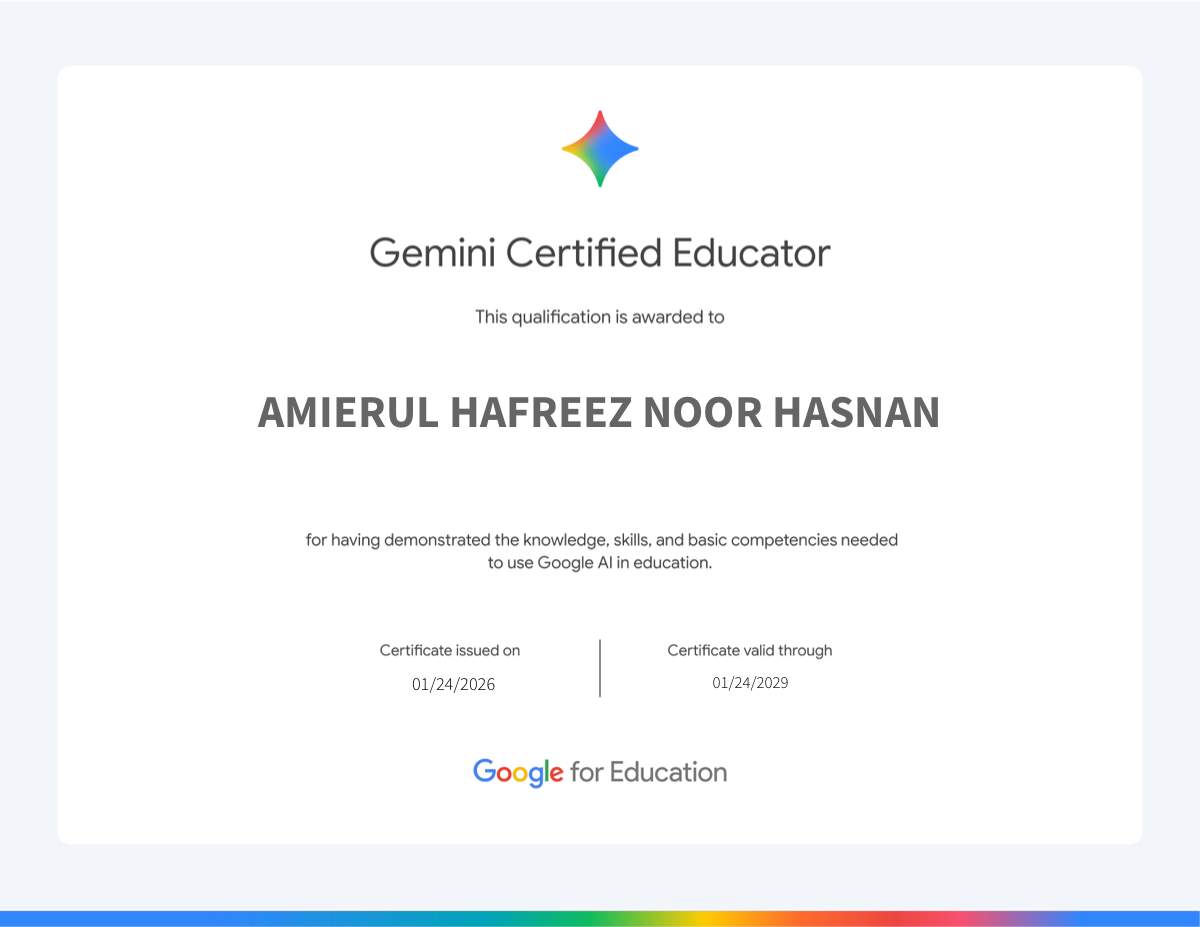 Gemini Certified Educator
This qualification is awarded to
AMIERUL HAFREEZ NOOR HASNAN
for having demonstrated the knowledge, skills, and basic competencies needed
to use Google AI in education.
Certificate issued on
01/24/2026
Certificate valid through
01/24/2029
Google for Education